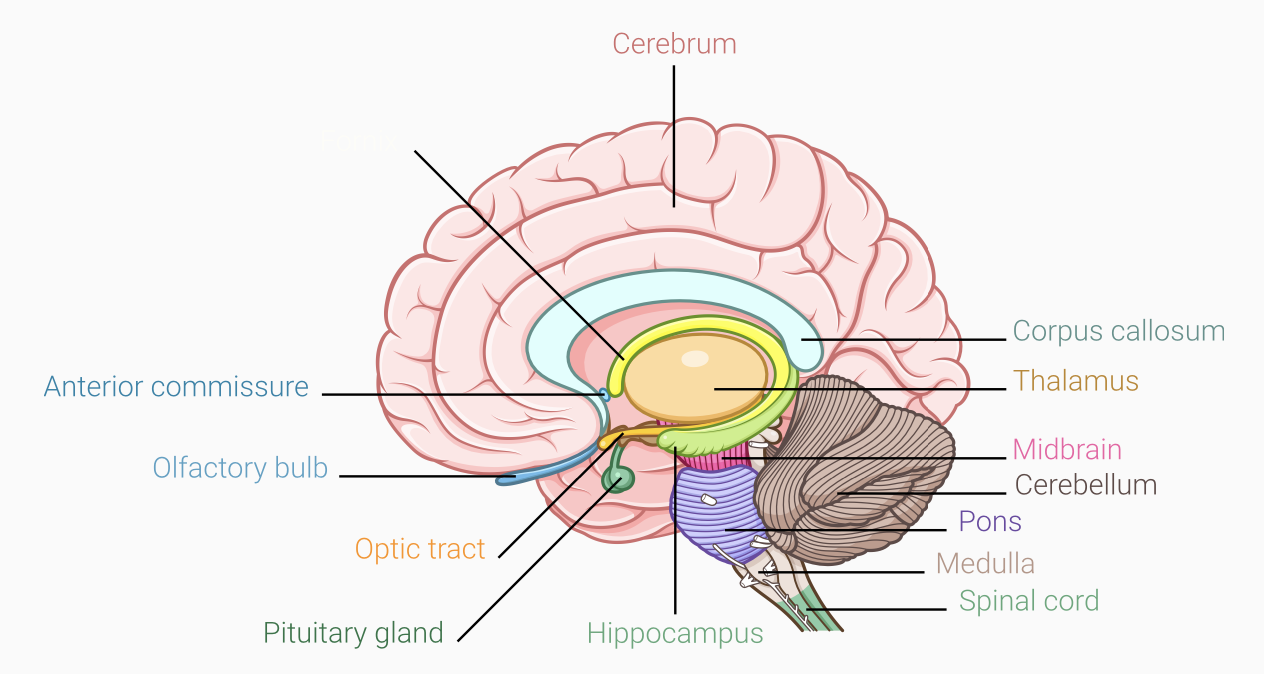 Cerebrum
Fornix
Corpus callosum
Anterior commissure
Thalamus
Olfactory bulb
Midbrain
Cerebellum
Pons
Optic tract
Medulla
Spinal cord
Pituitary gland
Hippocampus